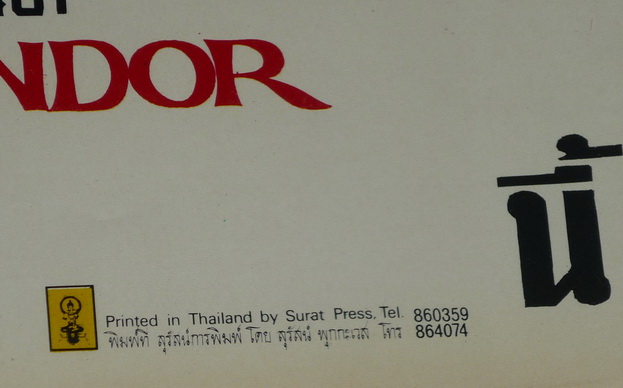 NDOR
นี้
Printed in Thailand by Surat Press, Tel. 860359
พิมพ์ที่ สุรัสน์การพิมพ์ โดย สุรัสน์ พุกกะเวส โทร 864074